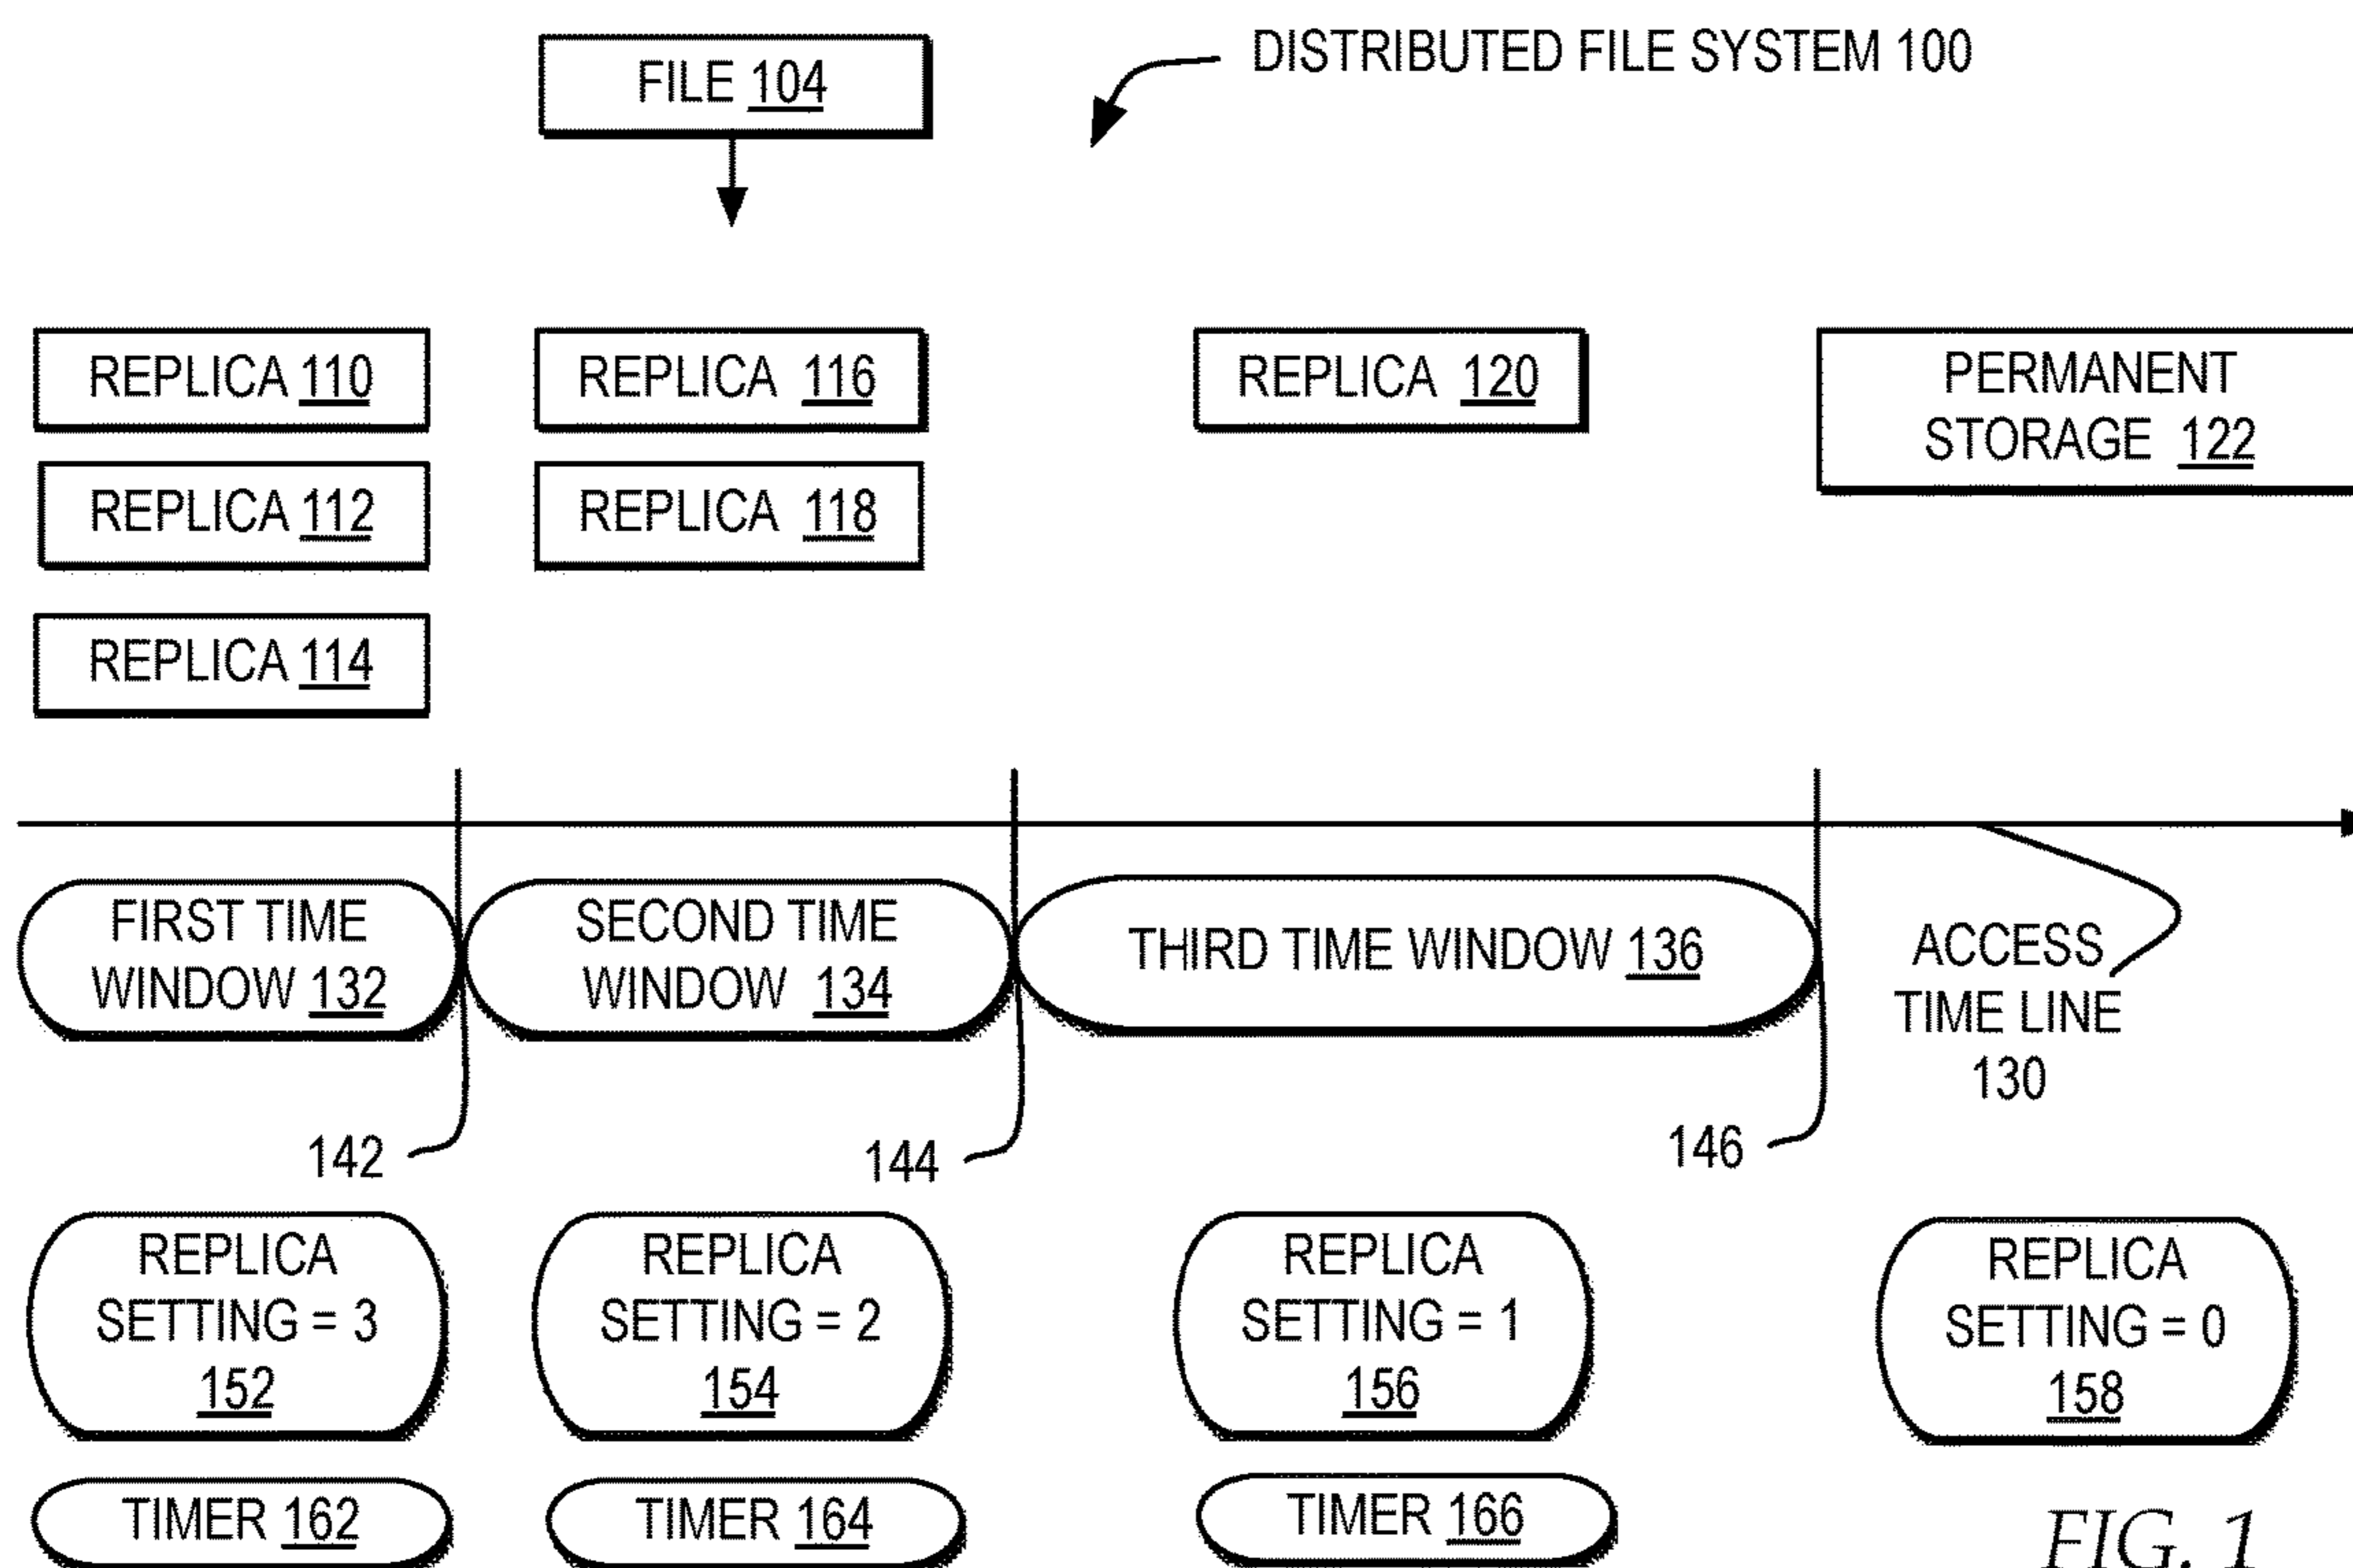 FILE 104
DISTRIBUTED FILE SYSTEM 100
REPLICA 110
REPLICA 116
REPLICA 120
PERMANENT
STORAGE 122
REPLICA 112
REPLICA 118
REPLICA 114
FIRST TIME
WINDOW 132
SECOND TIME
WINDOW 134
THIRD TIME WINDOW 136
ACCESS
TIME LINE
130
142
144
146
REPLICA
SETTING = 3
152
REPLICA
SETTING = 2
154
REPLICA
SETTING = 1
156
REPLICA
SETTING = 0
158
TIMER 162
TIMER 164
TIMER 166
FIG. 1